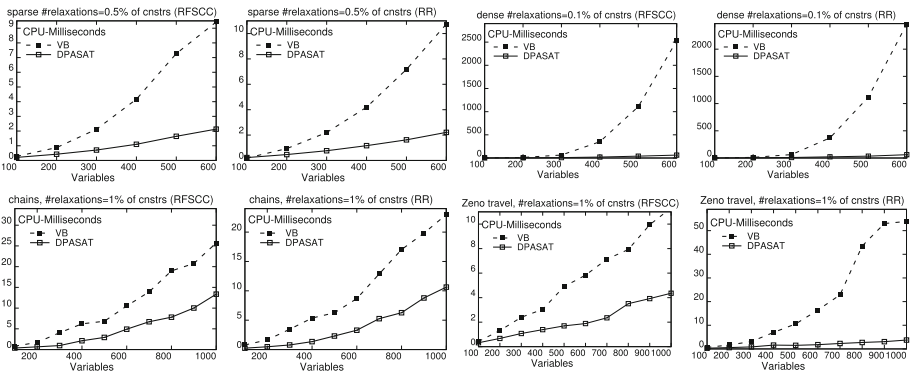 sparse #relaxations=0.5% of cnstrs (RFSCC)
CPU-Milliseconds
VB
DPASAT
9
8
7
6
5
4
3
2
1
0
100 200 300 400 500 600
Variables
sparse #relaxations=0.5% of cnstrs (RR)
CPU-Milliseconds
VB
DPASAT
10
8
6
4
2
0
100 200 300 400 500 600
Variables
dense #relaxations=0.1% of cnstrs (RFSCC)
CPU-Milliseconds
VB
DPASAT
2500
2000
1500
1000
500
0
100 200 300 400 500 600
Variables
dense #relaxations=0.1% of cnstrs (RR)
CPU-Milliseconds
VB
DPASAT
2000
1500
1000
500
0
100 200 300 400 500 600
Variables
chains, #relaxations=1% of cnstrs (RFSCC)
CPU-Milliseconds
VB
DPASAT
30
25
20
15
10
5
0
200 400 600 800 1000
Variables
chains, #relaxations=1% of cnstrs (RR)
CPU-Milliseconds
VB
DPASAT
20
15
10
5
0
200 400 600 800 1000
Variables
Zeno travel, #relaxations=1% of cnstrs (RFSCC)
CPU-Milliseconds
VB
DPASAT
10
8
6
4
2
0
100 200 300 400 500 600 700 800 900 1000
Variables
Zeno travel, #relaxations=1% of cnstrs (RR)
CPU-Milliseconds
VB
DPASAT
50
40
30
20
10
0
100 200 300 400 500 600 700 800 900 1000
Variables